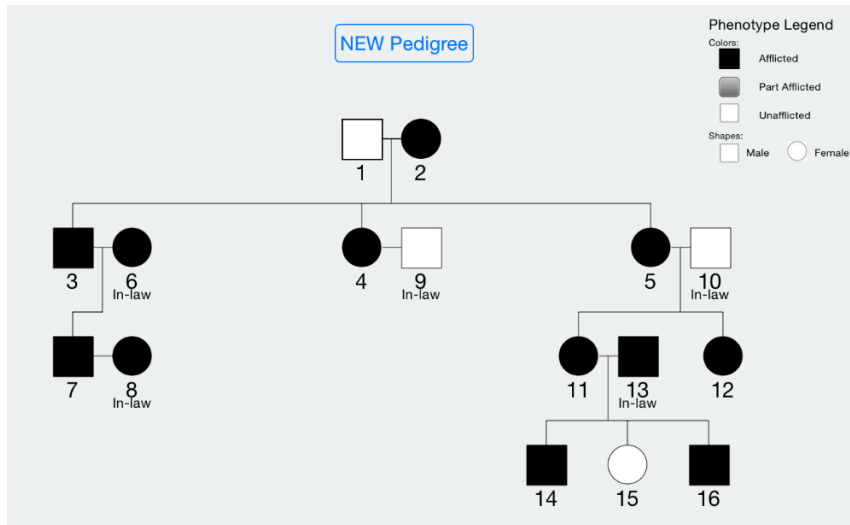 NEW Pedigree
Phenotype Legend
Colors:
Afflicted
Part Afflicted
Unafflicted
Shapes:
Male Female
1 2
3 6 4 9 5 10
In-law In-law In-law
7 8 11 13 12
In-law In-law
14 15 16